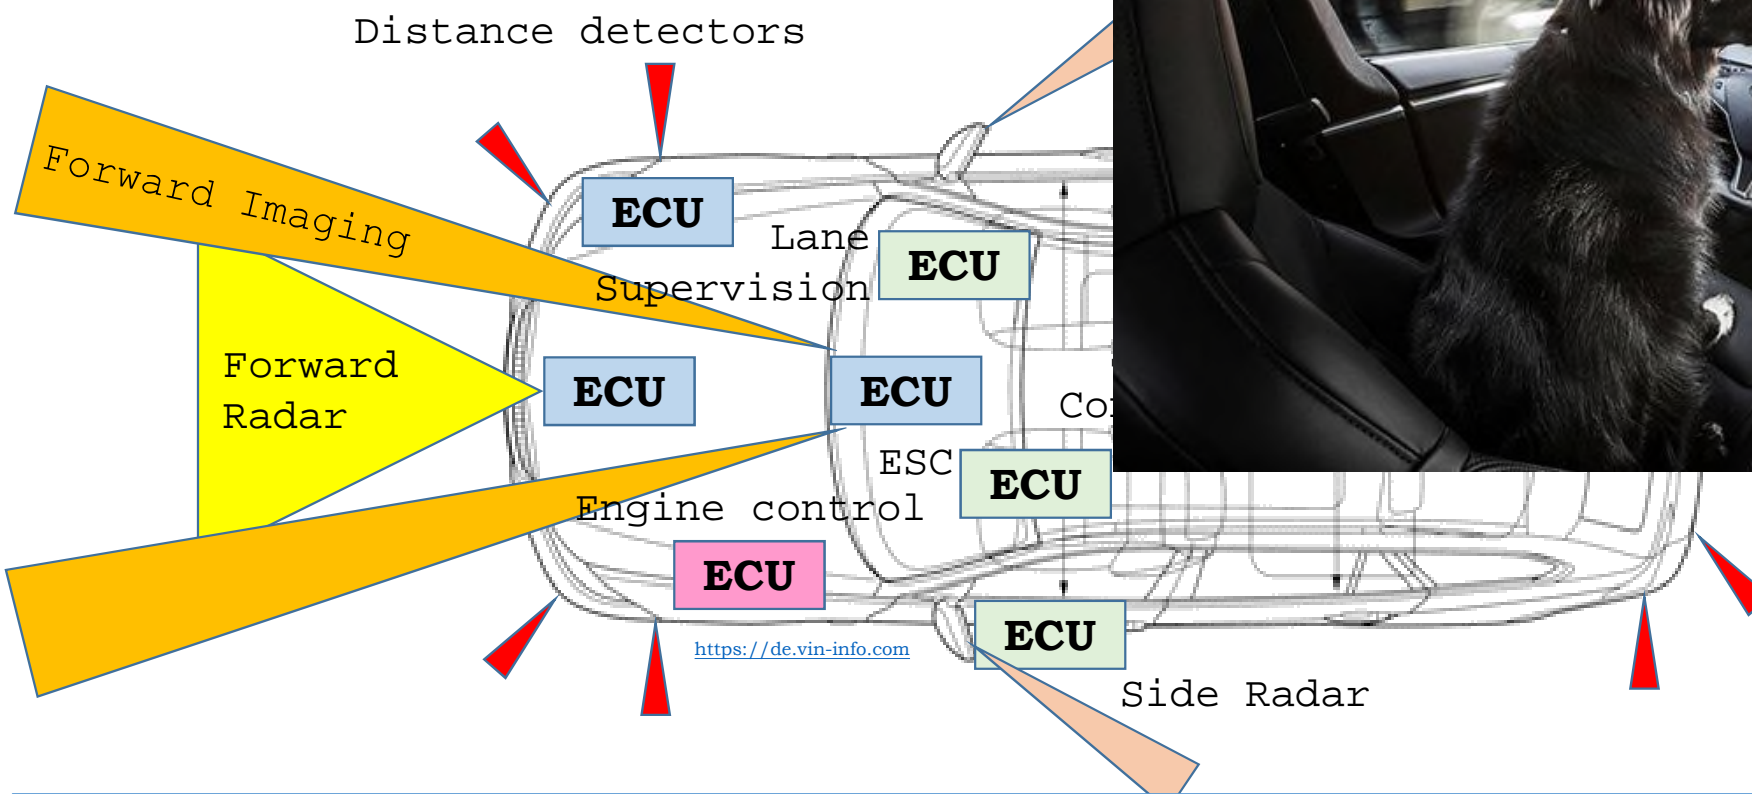 Distance detectors
Forward Imaging
ECU
Lane
Supervision
ECU
Forward
Radar
ECU
ECU
ESC
ECU
Engine control
ECU
ECU
https://de.vin-info.com
Side Radar